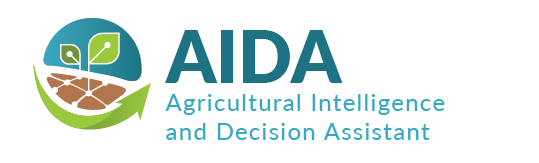 AIDA
Agricultural Intelligence
and Decision Assistant